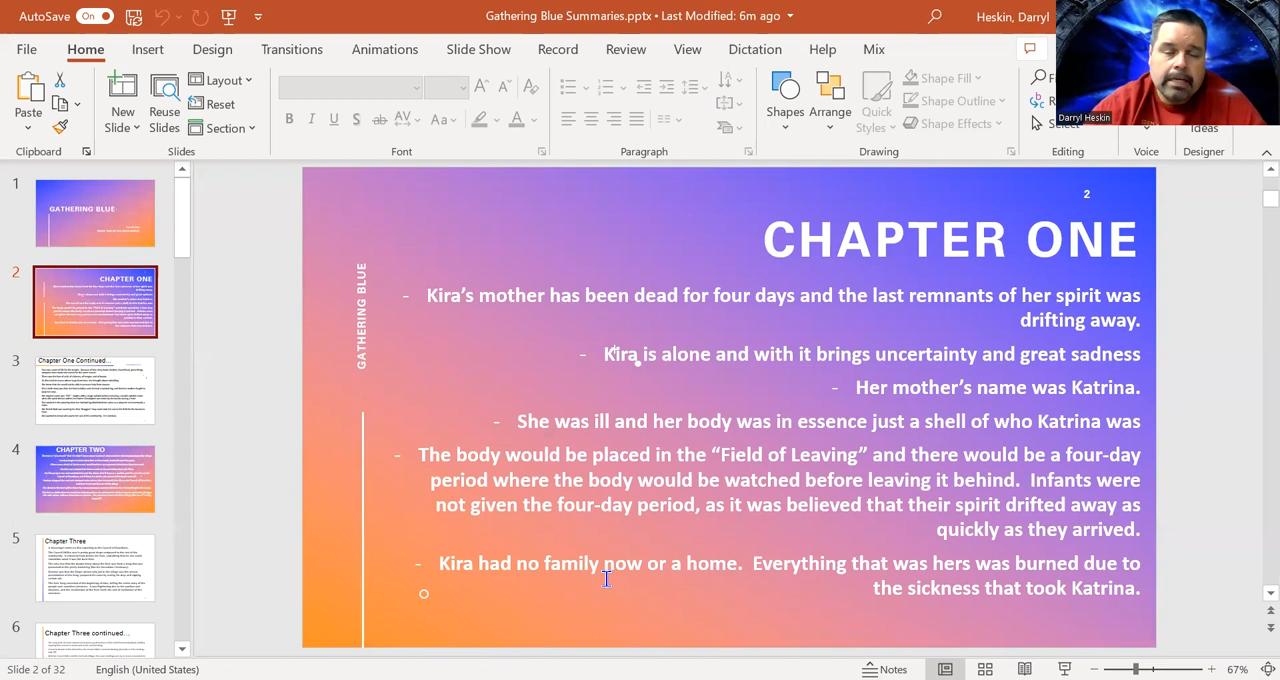 AutoSave On Gathering Blue Summaries.pptx • Last Modified: 6m ago Heskin, Darryl
File Home Insert Design Transitions Animations Slide Show Record Review View Dictation Help Mix
Paste New Slide Reuse Slides Layout Reset Section
B I U S ab AV Aa A
Shapes Arrange Quick Styles Shape Fill Shape Outline Shape Effects
Select Ideas
Clipboard Slides Font Paragraph Drawing Editing Voice Designer
Darryl Heskin
1
GATHERING BLUE
2
CHAPTER ONE
3
Chapter One Continued...
4
CHAPTER TWO
5
Chapter Three
6
Chapter Three continued...
2
CHAPTER ONE
GATHERING BLUE
- Kira's mother has been dead for four days and the last remnants of her spirit was
drifting away.
- Kira is alone and with it brings uncertainty and great sadness
- Her mother's name was Katrina.
- She was ill and her body was in essence just a shell of who Katrina was
- The body would be placed in the “Field of Leaving” and there would be a four-day
period where the body would be watched before leaving it behind. Infants were
not given the four-day period, as it was believed that their spirit drifted away as
quickly as they arrived.
- Kira had no family now or a home. Everything that was hers was burned due to
the sickness that took Katrina.
Slide 2 of 32 English (United States) Notes 67%